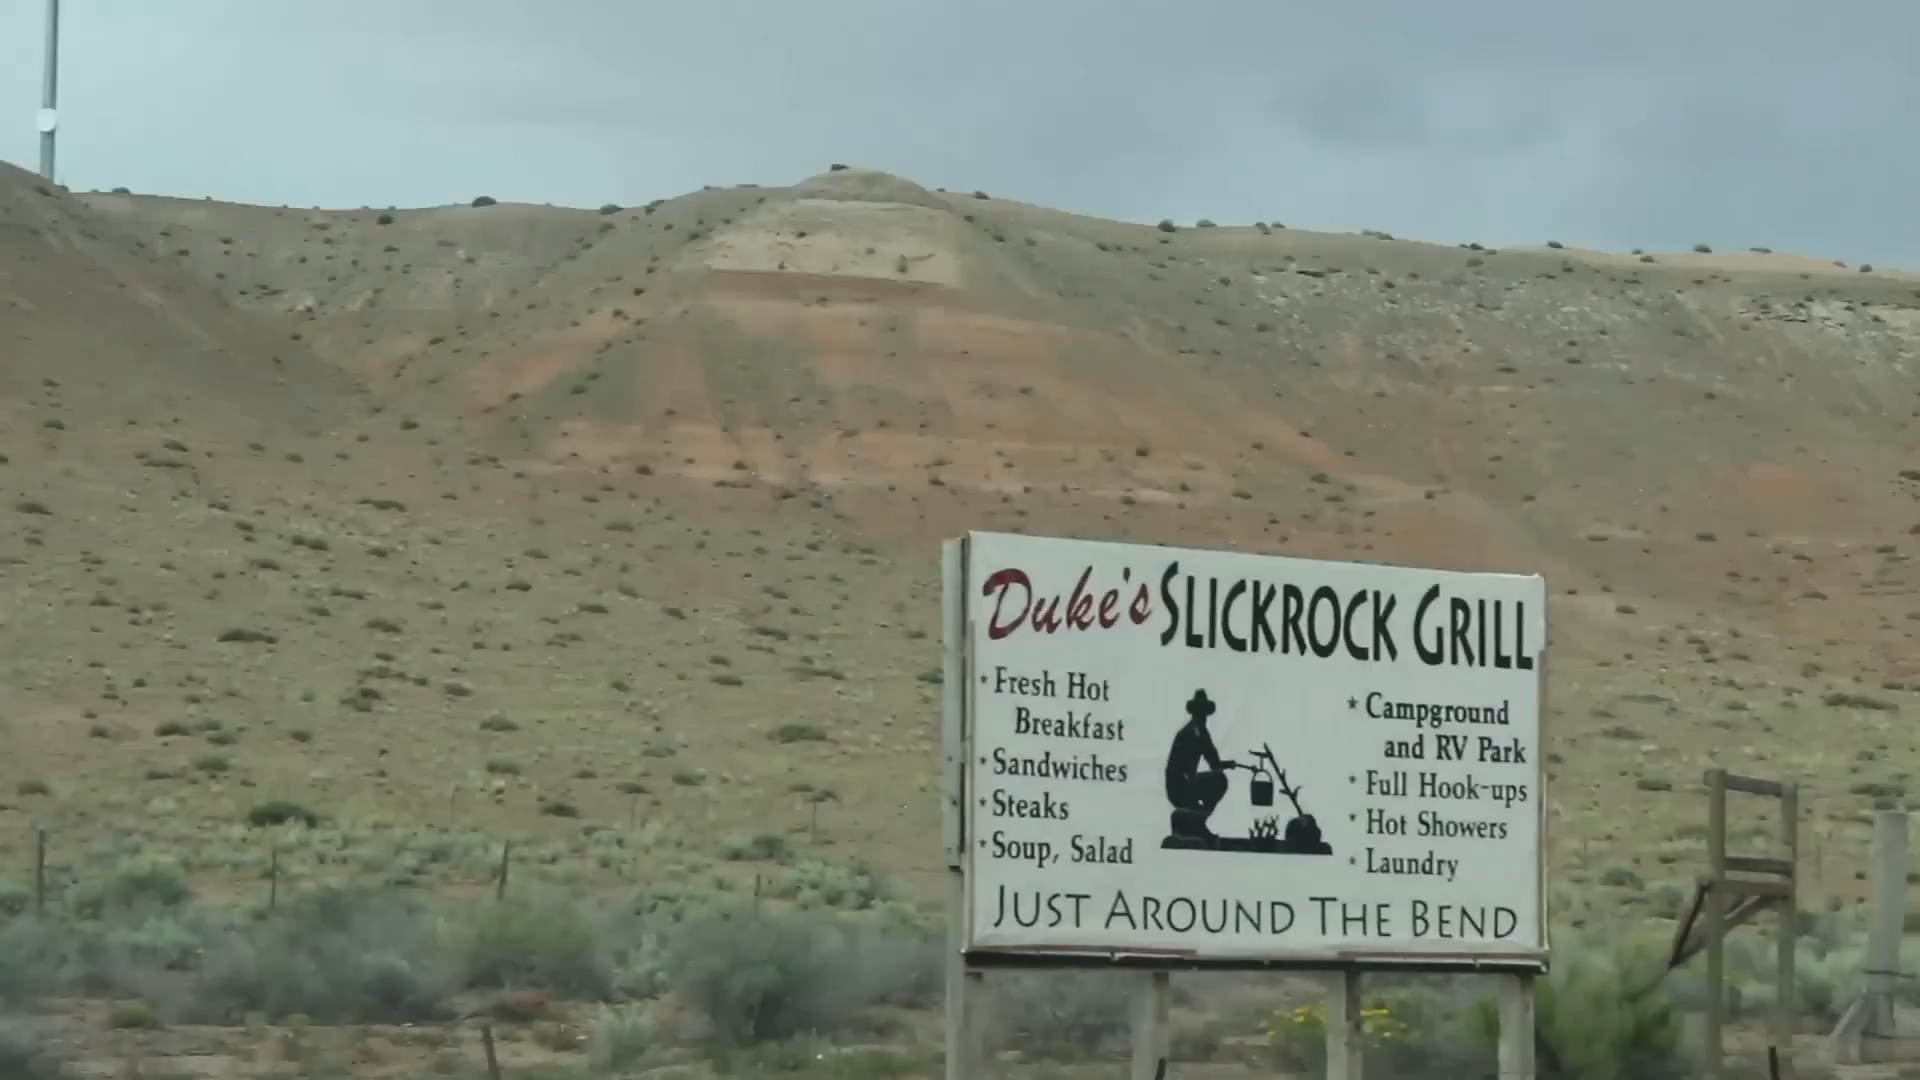 Duke's SLICKROCK GRILL
* Fresh Hot
Breakfast
* Sandwiches
* Steaks
* Soup, Salad
* Campground
and RV Park
* Full Hook-ups
* Hot Showers
* Laundry
JUST AROUND THE BEND